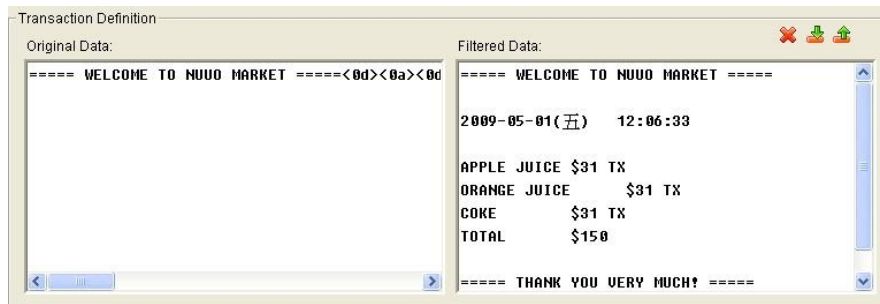 Transaction Definition
Original Data:
===== WELCOME TO NUUO MARKET =====<0d><0a><0d
Filtered Data:
===== WELCOME TO NUUO MARKET =====
2009-05-01(五) 12:06:33
APPLE JUICE $31 TX
ORANGE JUICE $31 TX
COKE $31 TX
TOTAL $150
===== THANK YOU VERY MUCH! =====